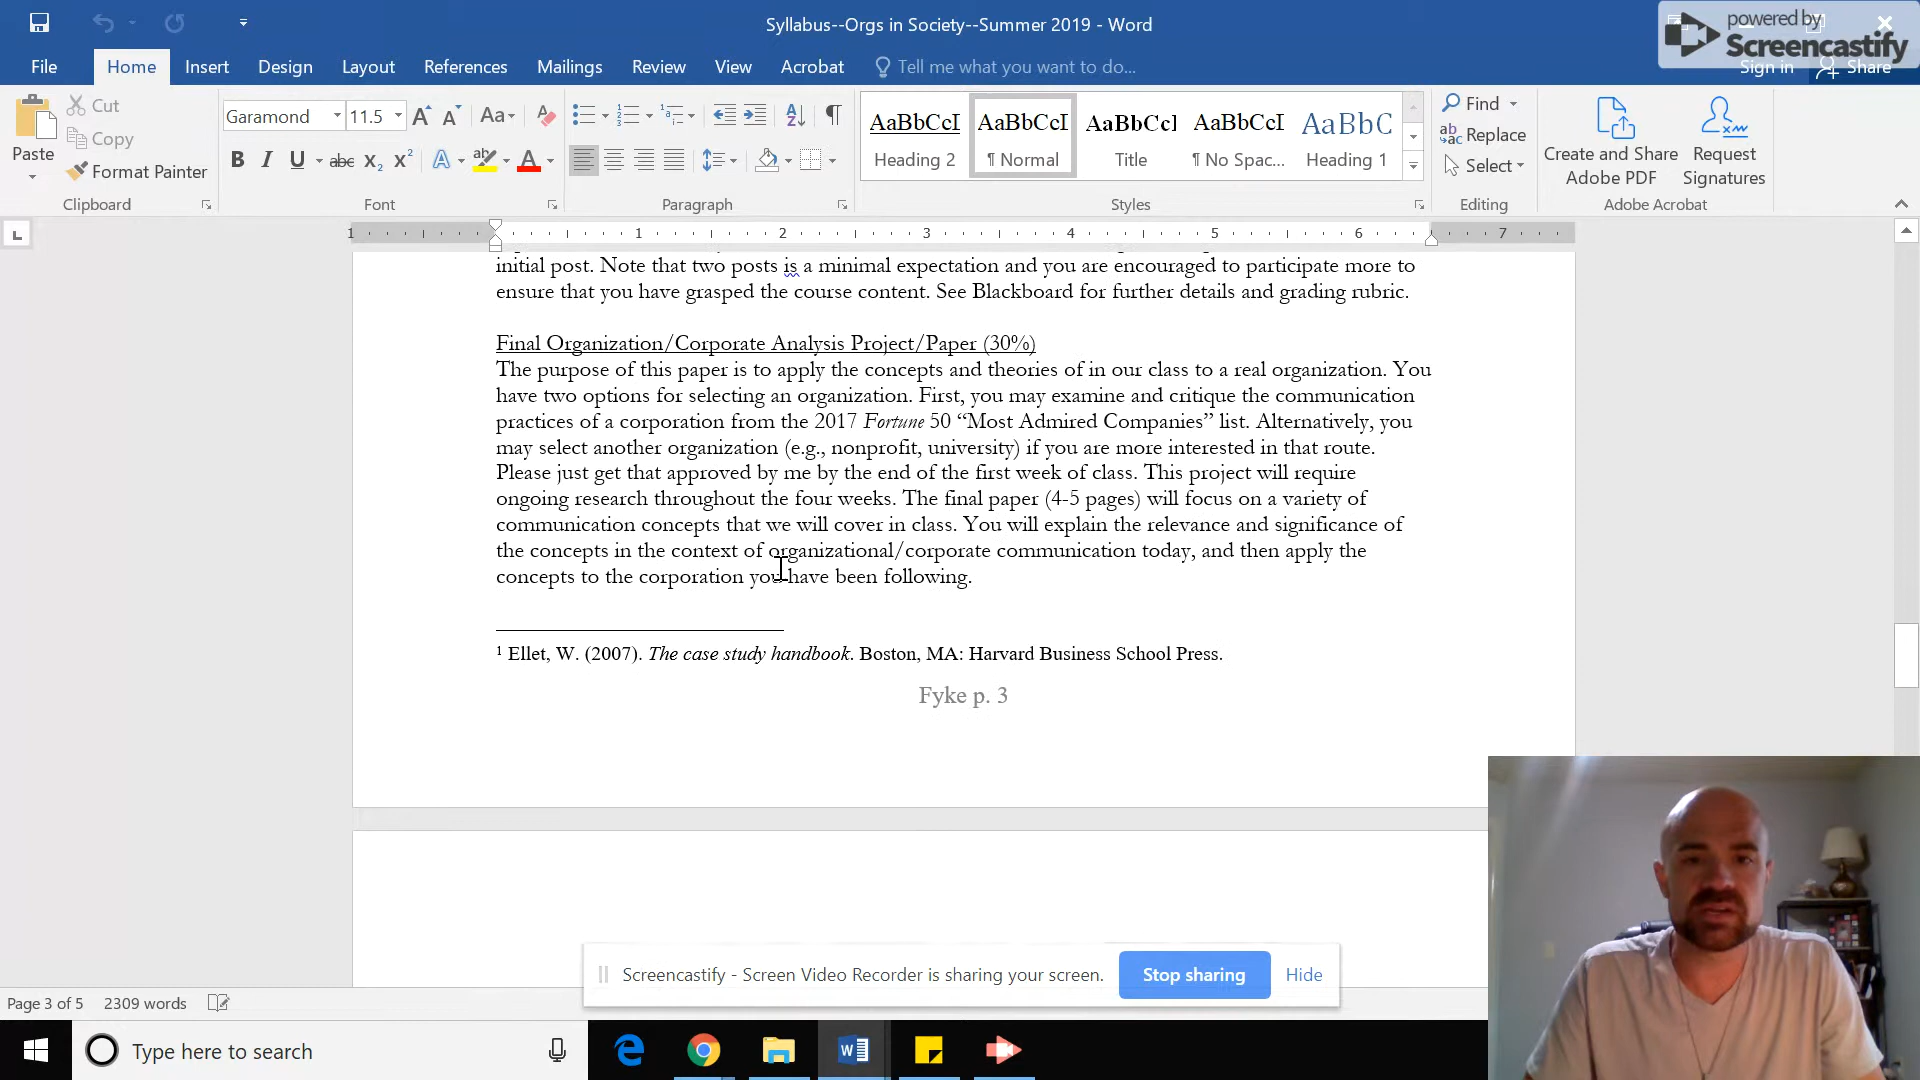 Syllabus--Orgs in Society--Summer 2019 - Word
powered by
Screencastify
File Home Insert Design Layout References Mailings Review View Acrobat Tell me what you want to do... Sign in Share
Paste
Cut
Copy
Format Painter
Clipboard
Garamond 11.5 Aa
B I U abc X₂ X² A ab A
Font
Paragraph
AaBbCcI AaBbCcI AaBbCcI AaBbCcI AaBbC
Heading 2 ¶ Normal Title ¶ No Spac... Heading 1
Styles
Find
Replace
Select
Editing
Create and Share
Adobe PDF
Request
Signatures
Adobe Acrobat
1 1 2 3 4 5 6 7
initial post. Note that two posts is a minimal expectation and you are encouraged to participate more to
ensure that you have grasped the course content. See Blackboard for further details and grading rubric.
Final Organization/Corporate Analysis Project/Paper (30%)
The purpose of this paper is to apply the concepts and theories of in our class to a real organization. You
have two options for selecting an organization. First, you may examine and critique the communication
practices of a corporation from the 2017 Fortune 50 “Most Admired Companies” list. Alternatively, you
may select another organization (e.g., nonprofit, university) if you are more interested in that route.
Please just get that approved by me by the end of the first week of class. This project will require
ongoing research throughout the four weeks. The final paper (4-5 pages) will focus on a variety of
communication concepts that we will cover in class. You will explain the relevance and significance of
the concepts in the context of organizational/corporate communication today, and then apply the
concepts to the corporation you have been following.
¹ Ellet, W. (2007). The case study handbook. Boston, MA: Harvard Business School Press.
Fyke p. 3
Screencastify - Screen Video Recorder is sharing your screen. Stop sharing Hide
Page 3 of 5 2309 words
Type here to search